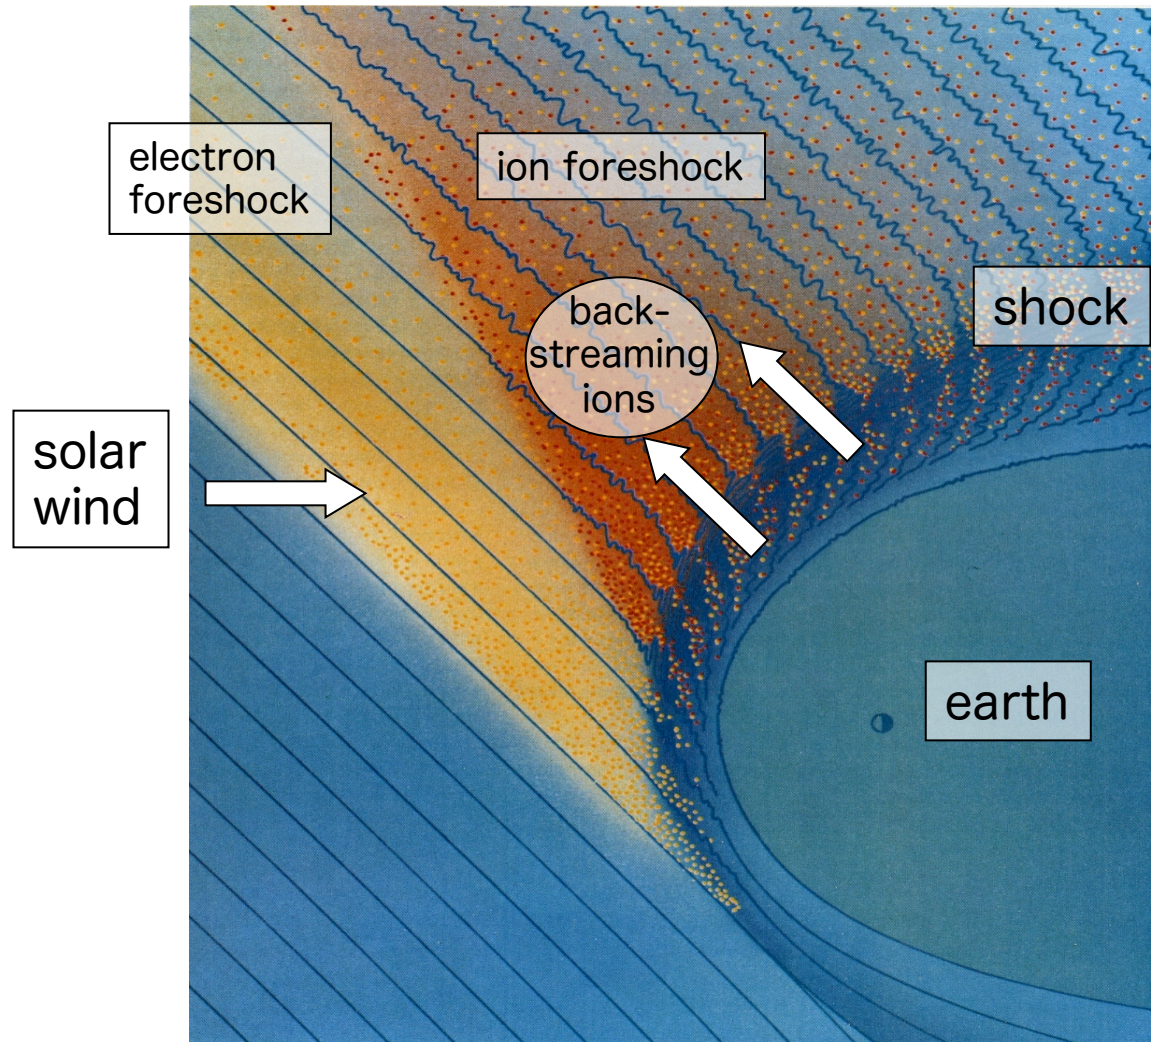 electron
foreshock
ion foreshock
shock
back-
streaming
ions
solar
wind
earth